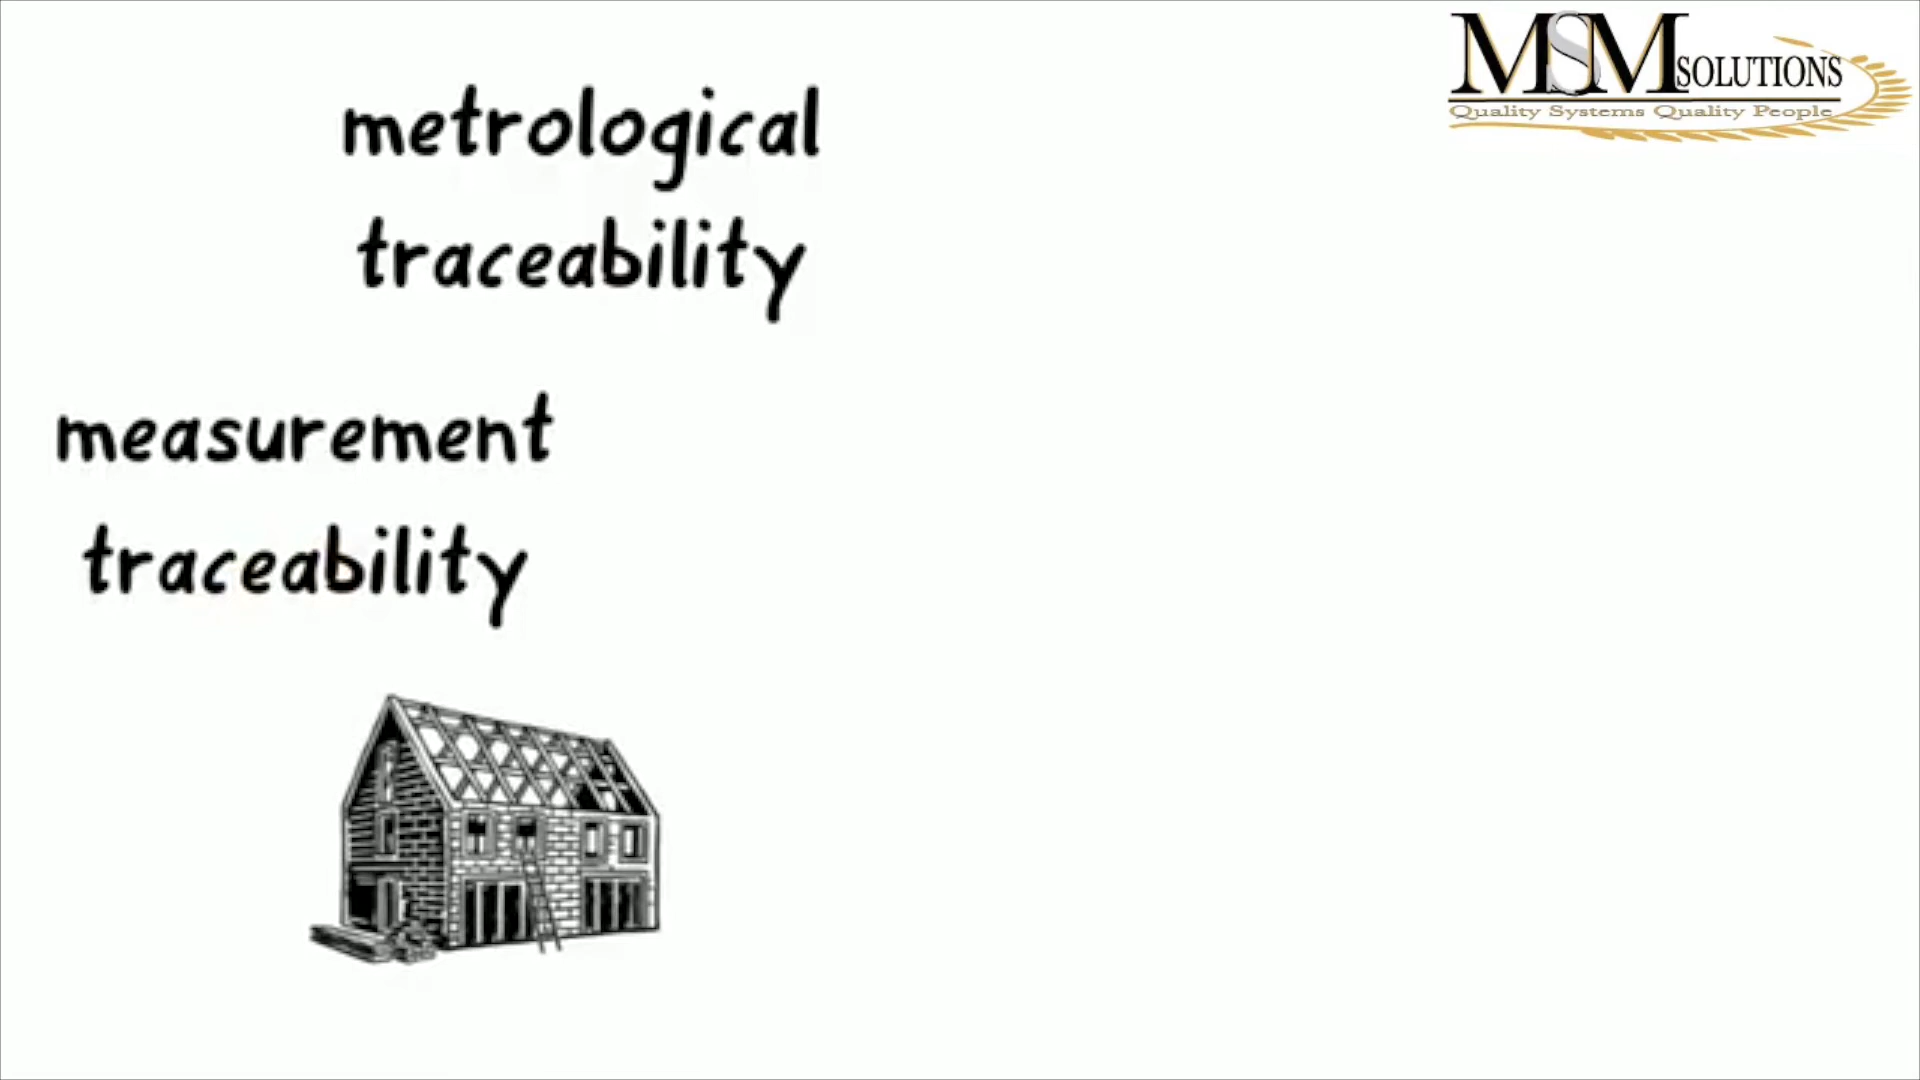 MSM SOLUTIONS
Quality Systems Quality People
metrological
traceability
measurement
traceability